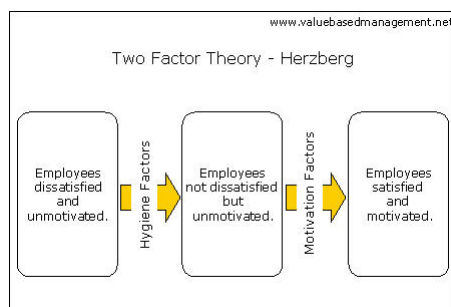 www.valuebasedmanagement.net
Two Factor Theory - Herzberg
Employees
dissatisfied
and
unmotivated.
Hygiene Factors
Employees
not dissatisfied
but
unmotivated.
Motivation Factors
Employees
satisfied
and
motivated.